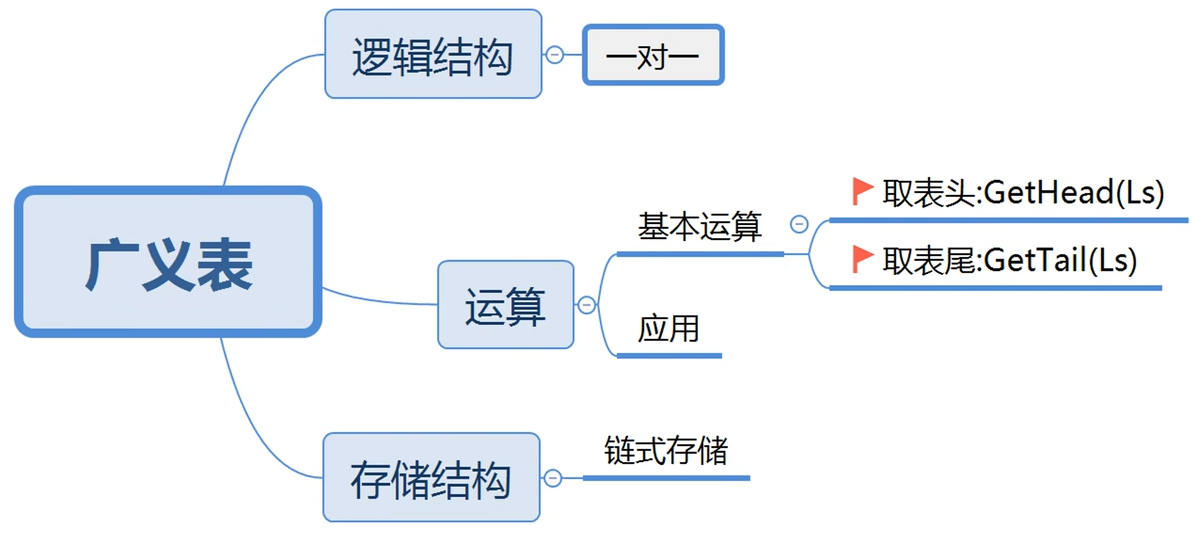 逻辑结构
一对一
广义表
运算
基本运算
取表头:GetHead(Ls)
取表尾:GetTail(Ls)
应用
存储结构
链式存储